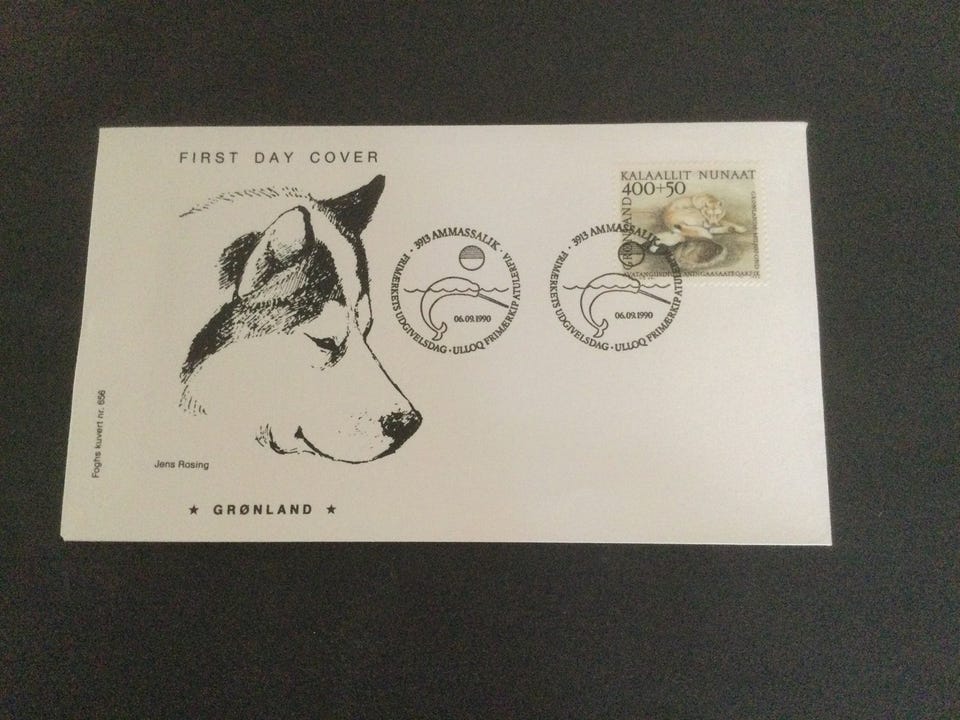 FIRST DAY COVER
KALAALLIT NUNAAT
400+50
GRØNLAND
3913 AMMASSALIK
06.09.1990
FRIMÆRKETS UDGIVELSDAG · ULLOQ FRIMÆRKIP ATULERFIA
3913 AMMASSALIK
06.09.1990
FRIMÆRKETS UDGIVELSDAG · ULLOQ FRIMÆRKIP ATULERFIA
Foghs kuvert nr. 656
Jens Rosing
★ GRØNLAND ★